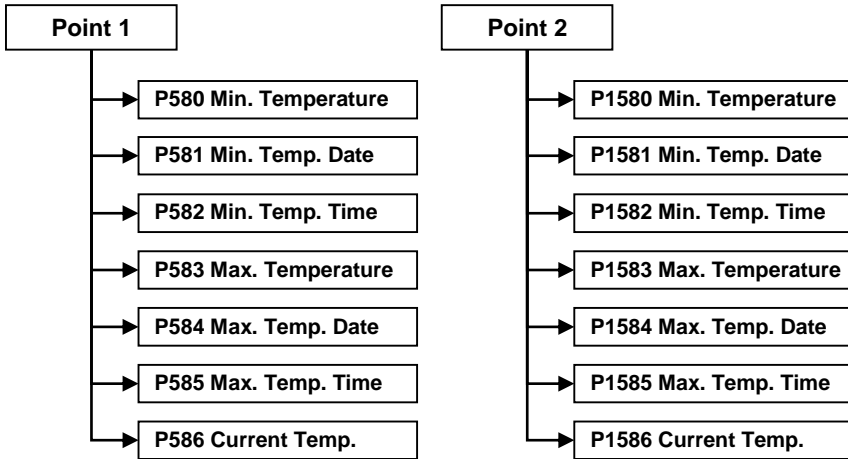 Point 1
P580 Min. Temperature
P581 Min. Temp. Date
P582 Min. Temp. Time
P583 Max. Temperature
P584 Max. Temp. Date
P585 Max. Temp. Time
P586 Current Temp.
Point 2
P1580 Min. Temperature
P1581 Min. Temp. Date
P1582 Min. Temp. Time
P1583 Max. Temperature
P1584 Max. Temp. Date
P1585 Max. Temp. Time
P1586 Current Temp.